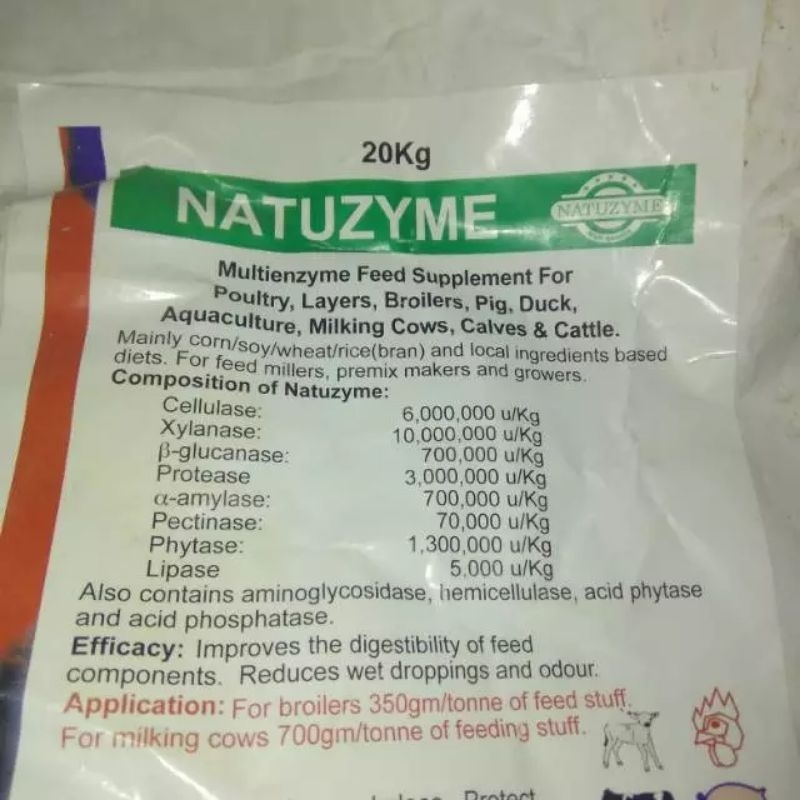 20Kg
NATUZYME NATUZYME
Multienzyme Feed Supplement For
Poultry, Layers, Broilers, Pig, Duck,
Aquaculture, Milking Cows, Calves & Cattle.
Mainly corn/soy/wheat/rice(bran) and local ingredients based
diets. For feed millers, premix makers and growers.
Composition of Natuzyme:
Cellulase: 6,000,000 u/Kg
Xylanase: 10,000,000 u/Kg
β-glucanase: 700,000 u/Kg
Protease 3,000,000 u/Kg
α-amylase: 700,000 u/Kg
Pectinase: 70,000 u/Kg
Phytase: 1,300,000 u/Kg
Lipase 5,000 u/Kg
Also contains aminoglycosidase, hemicellulase, acid phytase
and acid phosphatase.
Efficacy: Improves the digestibility of feed
components. Reduces wet droppings and odour.
Application: For broilers 350gm/tonne of feed stuff.
For milking cows 700gm/tonne of feeding stuff.
Protect